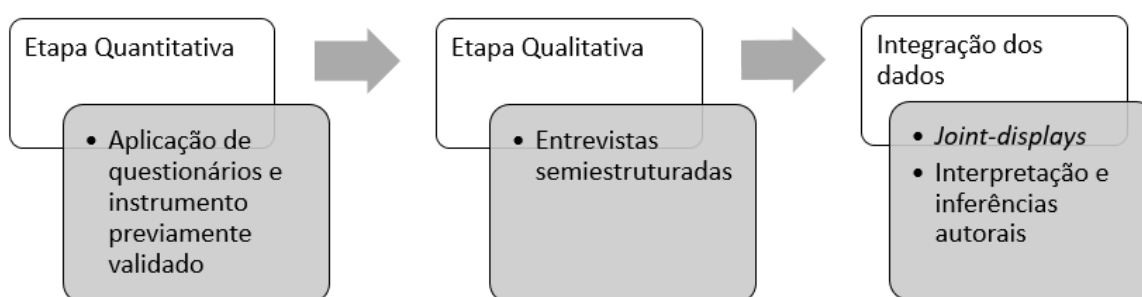 Etapa Quantitativa
• Aplicação de
questionários e
instrumento
previamente
validado
Etapa Qualitativa
• Entrevistas
semiestruturadas
Integração dos
dados
• Joint-displays
• Interpretação e
inferências
autorais